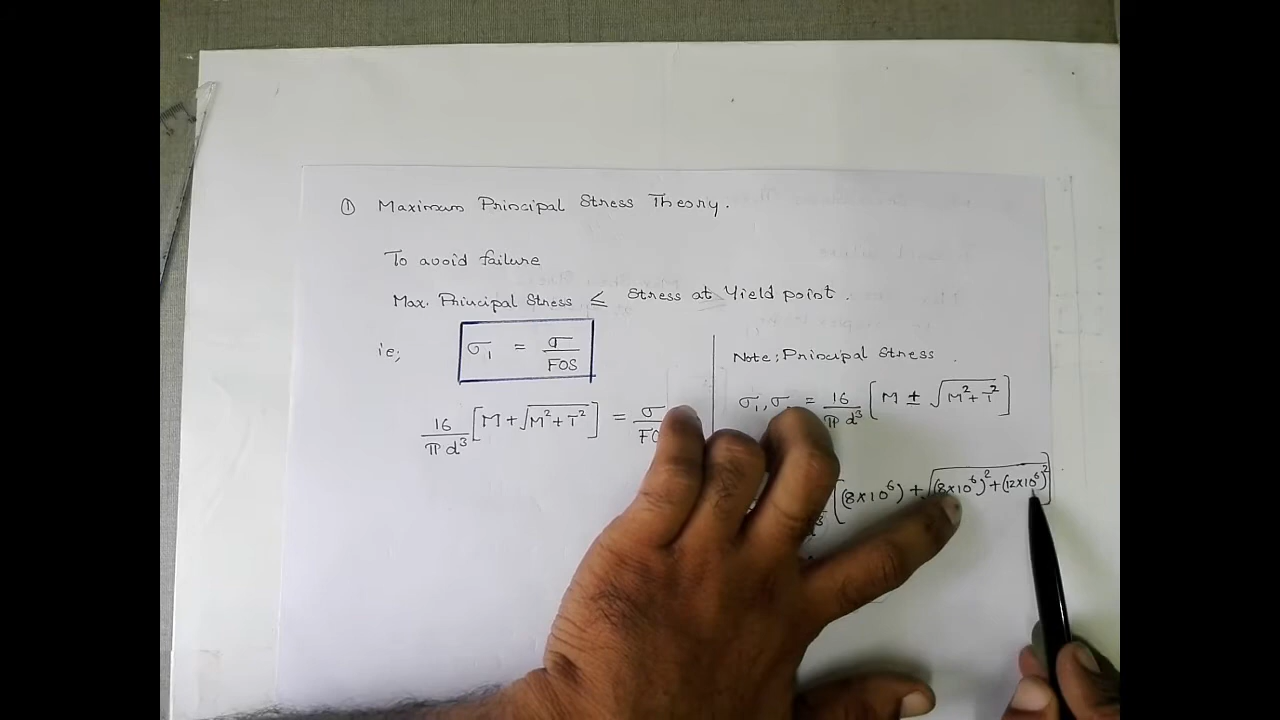 ① Maximum Principal Stress Theory.
To avoid failure
Max. Principal Stress ≤ Stress at Yield point.
ie; σ₁ = σ / FOS
16 / πd³ [M + √(M² + T²)] = σ /
Note; Principal Stress.
σ₁, σ = 16 / πd³ [M ± √(M² + T²)]
[(8×10⁶) + √((8×10⁶)² + (12×10⁶)²)]